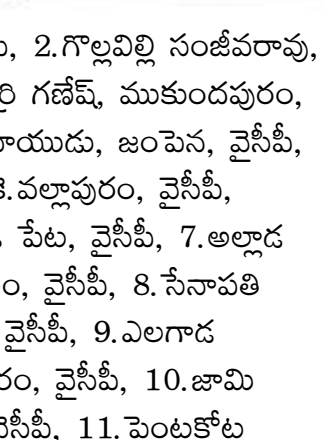 2.గొల్లవిల్లి సంజీవరావు,
గణేష్, ముకుందపురం,
జంపెన, వైసీపీ,
వల్లాపురం, వైసీపీ,
పేట, వైసీపీ, 7.అల్లాడ
వైసీపీ, 8.సేనాపతి
వైసీపీ, 9.ఎలగాడ
వైసీపీ, 10.జామి
11.పెంటకోట